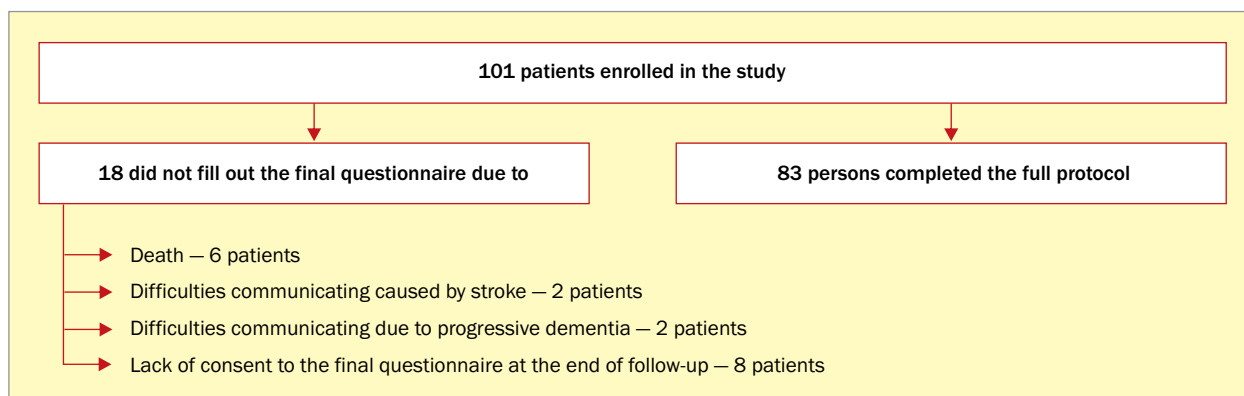 101 patients enrolled in the study
18 did not fill out the final questionnaire due to
83 persons completed the full protocol
Death — 6 patients
Difficulties communicating caused by stroke — 2 patients
Difficulties communicating due to progressive dementia — 2 patients
Lack of consent to the final questionnaire at the end of follow-up — 8 patients